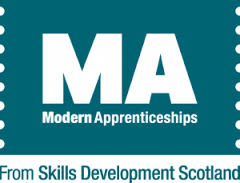 MA
Modern Apprenticeships
From Skills Development Scotland